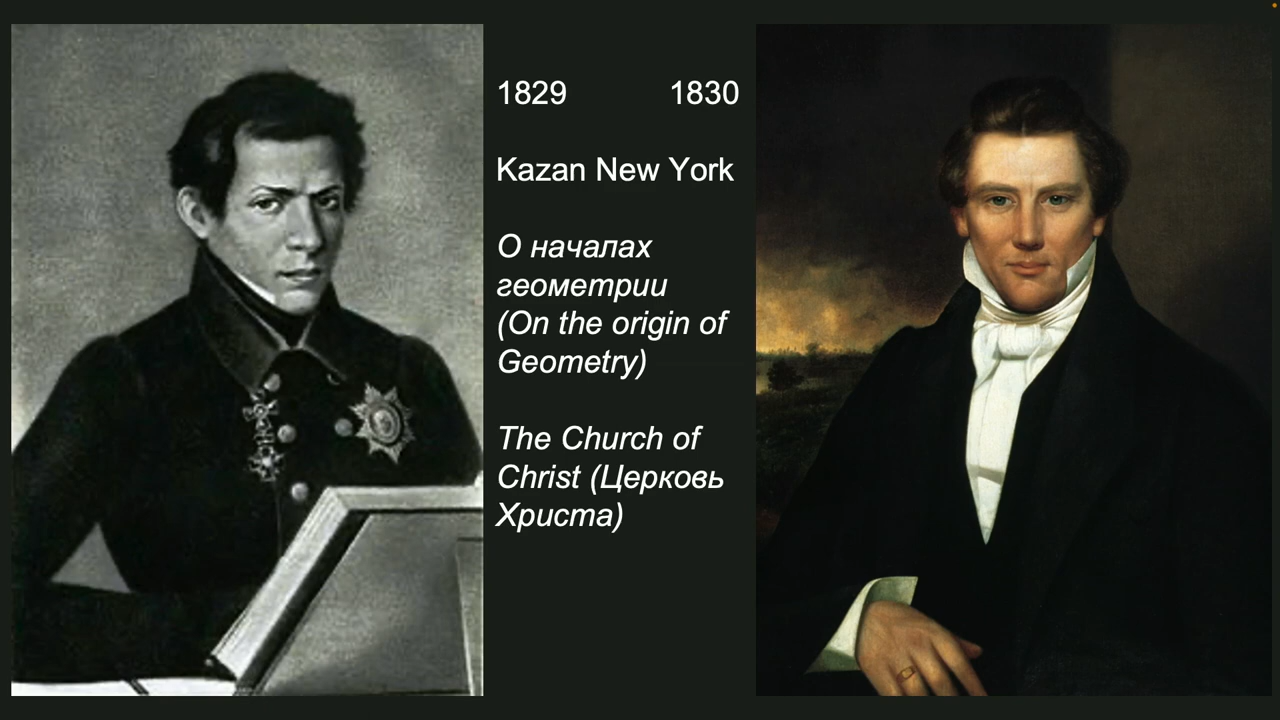 1829 1830
Kazan New York
О началах
геометрии
(On the origin of
Geometry)
The Church of
Christ (Церковь
Христа)